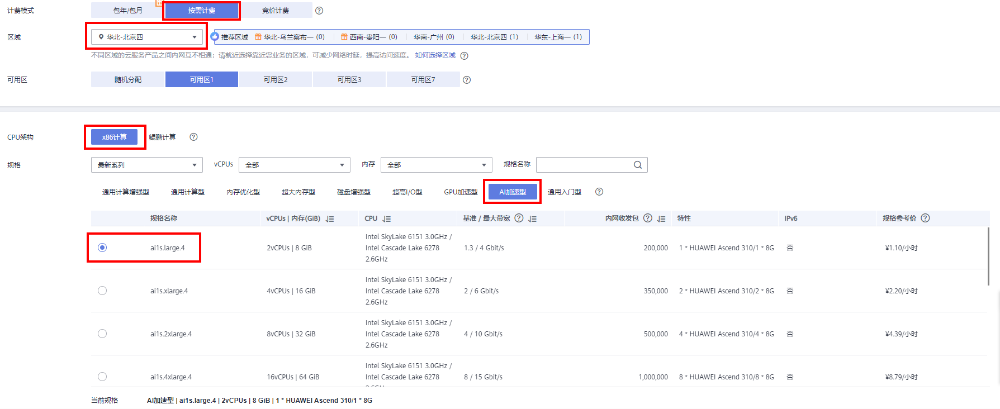 计费模式 包年/包月 按需计费 竞价计费 ?
区域 华北-北京四 推荐区域 华北-乌兰察布一 (0) 西南-贵阳一 (0) 华南-广州 (0) 华北-北京四 (1) 华东-上海一 (1)
不同区域的云服务产品之间内网互不相通；请就近选择靠近您业务的区域，可减少网络时延，提高访问速度。 如何选择区域 ?
可用区 随机分配 可用区1 可用区2 可用区3 可用区7 ?
CPU架构 x86计算 鲲鹏计算 ?
规格 最新系列 vCPUs 全部 内存 全部 规格名称
通用计算增强型 通用计算型 内存优化型 超大内存型 磁盘增强型 超高I/O型 GPU加速型 AI加速型 通用入门型 ?
规格名称 vCPUs | 内存(GiB) CPU 基准 / 最大带宽 ? 内网收发包 ? 特性 IPv6 规格参考价 ?
Intel SkyLake 6151 3.0GHz /
ai1s.large.4 2vCPUs | 8 GiB Intel Cascade Lake 6278 1.3 / 4 Gbit/s 200,000 1 * HUAWEI Ascend 310/1 * 8G 否 ¥1.10/小时
2.6GHz
Intel SkyLake 6151 3.0GHz /
ai1s.xlarge.4 4vCPUs | 16 GiB Intel Cascade Lake 6278 2 / 6 Gbit/s 350,000 2 * HUAWEI Ascend 310/2 * 8G 否 ¥2.20/小时
2.6GHz
Intel SkyLake 6151 3.0GHz /
ai1s.2xlarge.4 8vCPUs | 32 GiB Intel Cascade Lake 6278 4 / 10 Gbit/s 500,000 4 * HUAWEI Ascend 310/4 * 8G 否 ¥4.39/小时
2.6GHz
Intel SkyLake 6151 3.0GHz /
ai1s.4xlarge.4 16vCPUs | 64 GiB Intel Cascade Lake 6278 8 / 15 Gbit/s 1,000,000 8 * HUAWEI Ascend 310/8 * 8G 否 ¥8.79/小时
当前规格 AI加速型 | ai1s.large.4 | 2vCPUs | 8 GiB | 1 * HUAWEI Ascend 310/1 * 8G